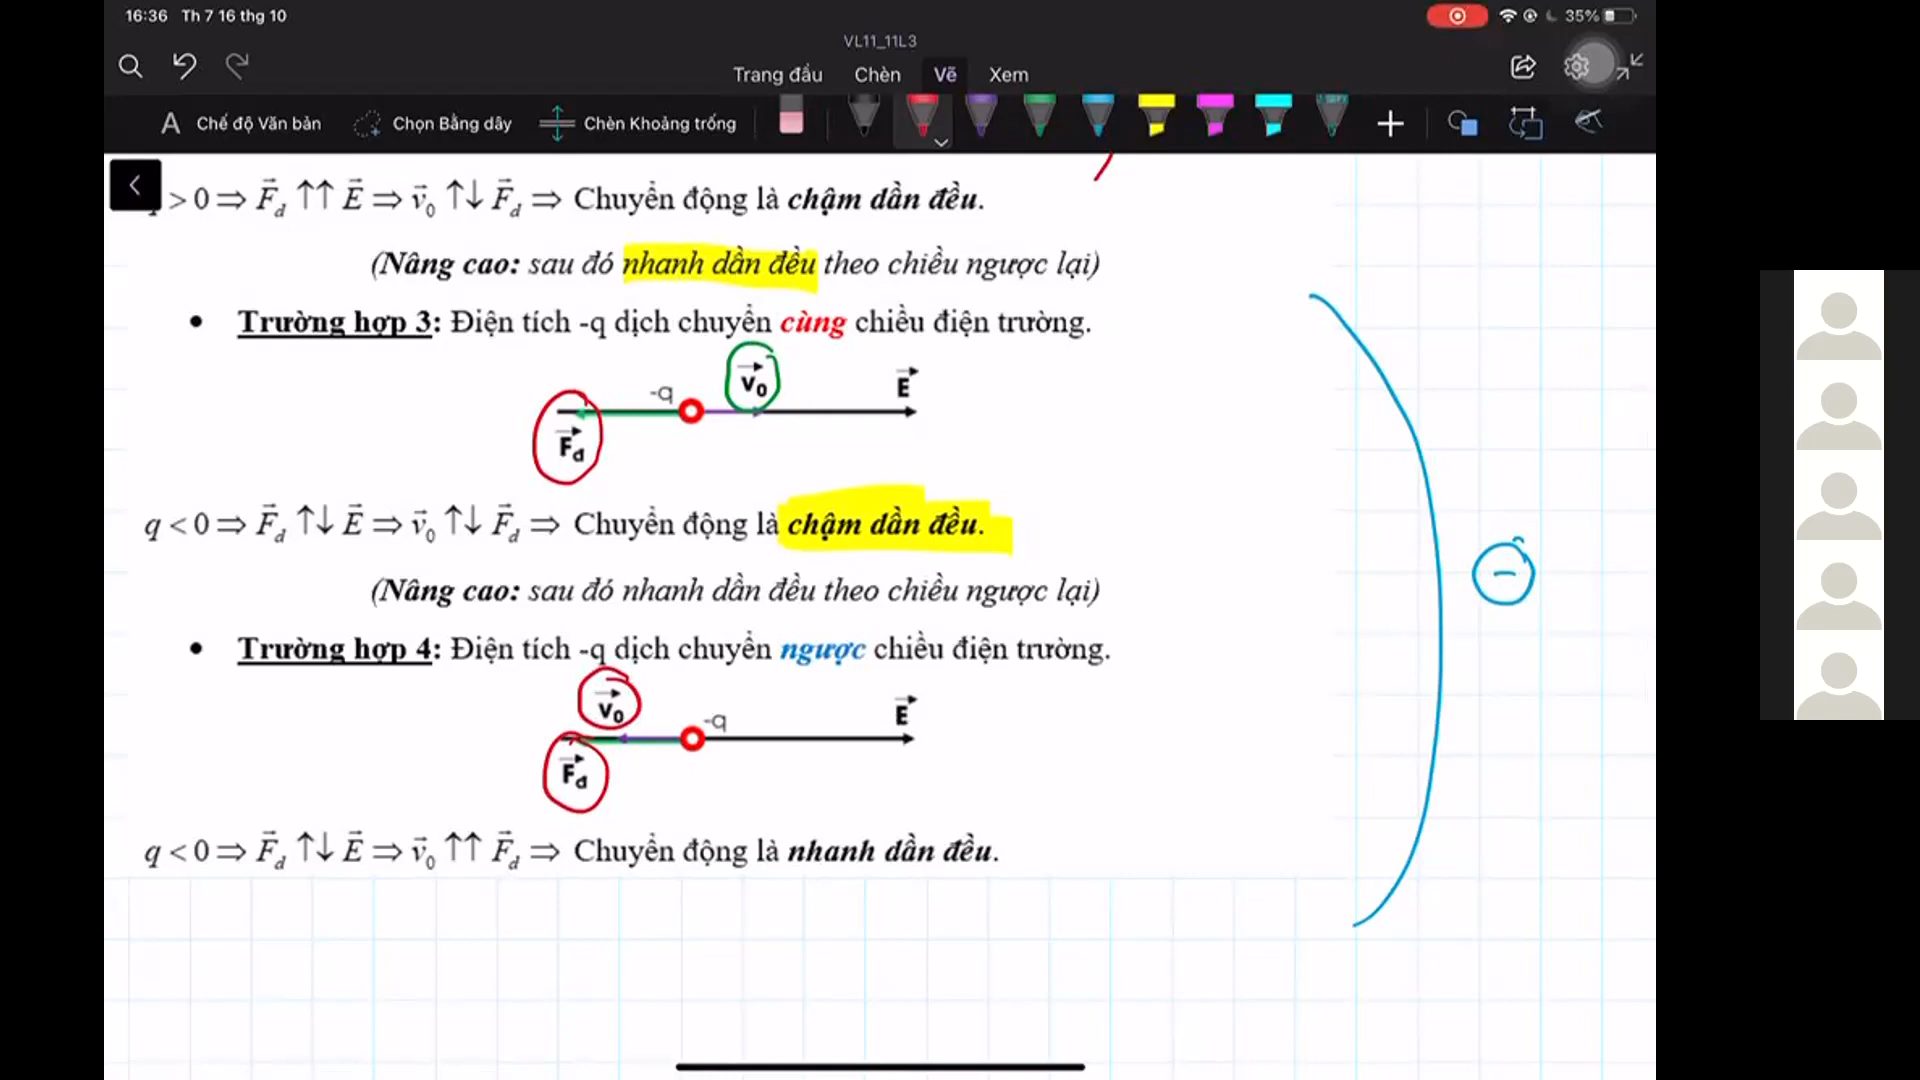 16:36 Th 7 16 thg 10
35%
VL11_11L3
Trang đầu Chèn Vẽ Xem
Chế độ Văn bản Chọn Bằng dây Chèn Khoảng trống
> 0 ⇒ F⃗d ↑↑ E⃗ ⇒ v⃗0 ↑↓ F⃗d ⇒ Chuyển động là chậm dần đều.
(Nâng cao: sau đó nhanh dần đều theo chiều ngược lại)
• Trường hợp 3: Điện tích -q dịch chuyển cùng chiều điện trường.
-q v⃗0 E⃗
F⃗d
q < 0 ⇒ F⃗d ↑↓ E⃗ ⇒ v⃗0 ↑↓ F⃗d ⇒ Chuyển động là chậm dần đều.
(Nâng cao: sau đó nhanh dần đều theo chiều ngược lại)
• Trường hợp 4: Điện tích -q dịch chuyển ngược chiều điện trường.
v⃗0 -q E⃗
F⃗d
q < 0 ⇒ F⃗d ↑↓ E⃗ ⇒ v⃗0 ↑↑ F⃗d ⇒ Chuyển động là nhanh dần đều.